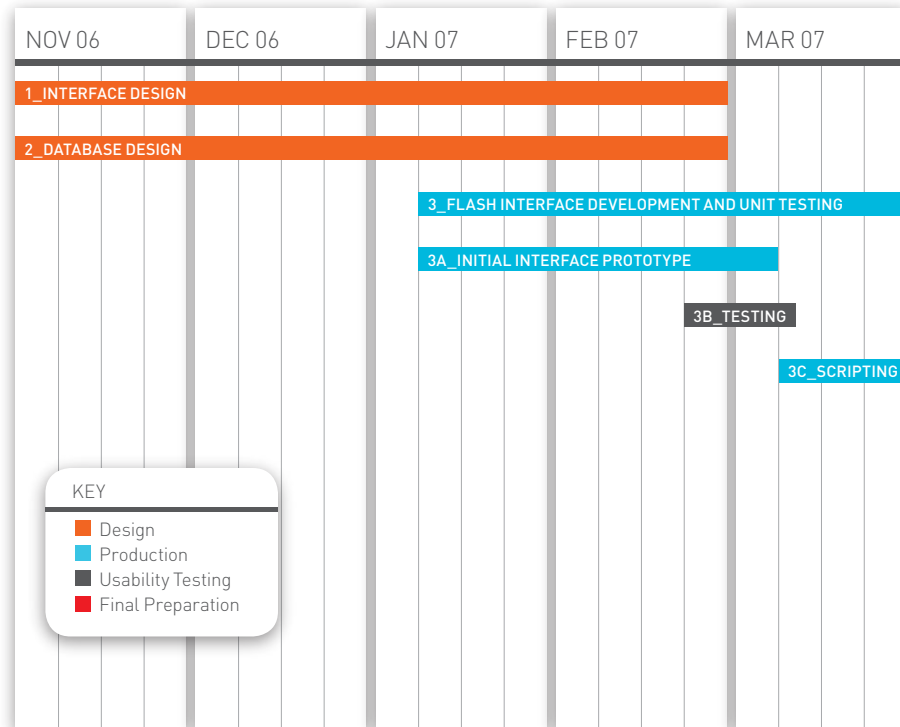 NOV 06 DEC 06 JAN 07 FEB 07 MAR 07
1_INTERFACE DESIGN
2_DATABASE DESIGN
3_FLASH INTERFACE DEVELOPMENT AND UNIT TESTING
3A_INITIAL INTERFACE PROTOTYPE
3B_TESTING
3C_SCRIPTING
KEY
Design
Production
Usability Testing
Final Preparation